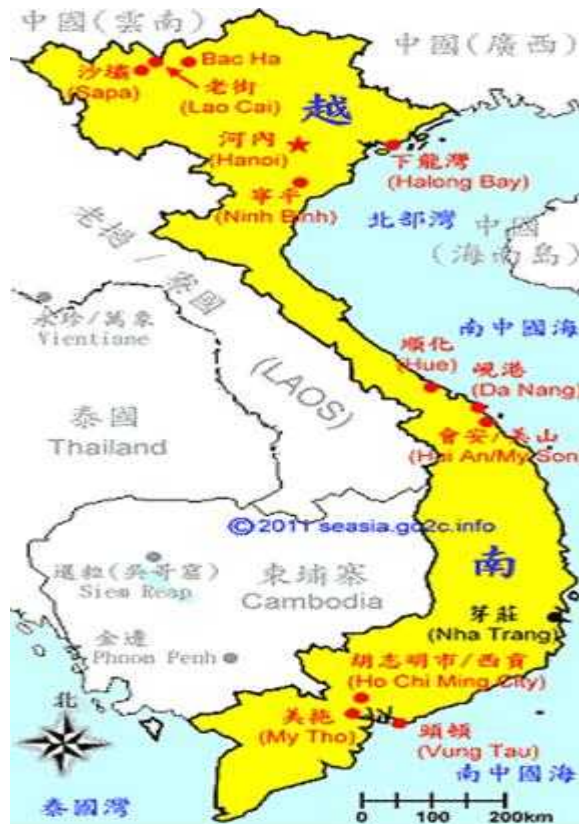 中國(雲南)
中國(廣西)
沙壩
(Sapa)
Bac Ha
老街
(Lao Cai)
越
河內
(Hanoi)
下龍灣
(Halong Bay)
寧平
(Ninh Binh)
北部灣
中國
(海南島)
老撾/寮國
(LAOS)
永珍/萬象
Vientiane
南中國海
順化
(Hue)
峴港
(Da Nang)
會安/美山
(Hoi An/My Son)
泰國
Thailand
© 2011 seasia.go2c.info
南
暹粒(吳哥窟)
Siem Reap
柬埔寨
Cambodia
芽莊
(Nha Trang)
金邊
Phnom Penh
胡志明市/西貢
(Ho Chi Ming City)
北
美拖
(My Tho)
頭頓
(Vung Tau)
南中國海
泰國灣
0 100 200km